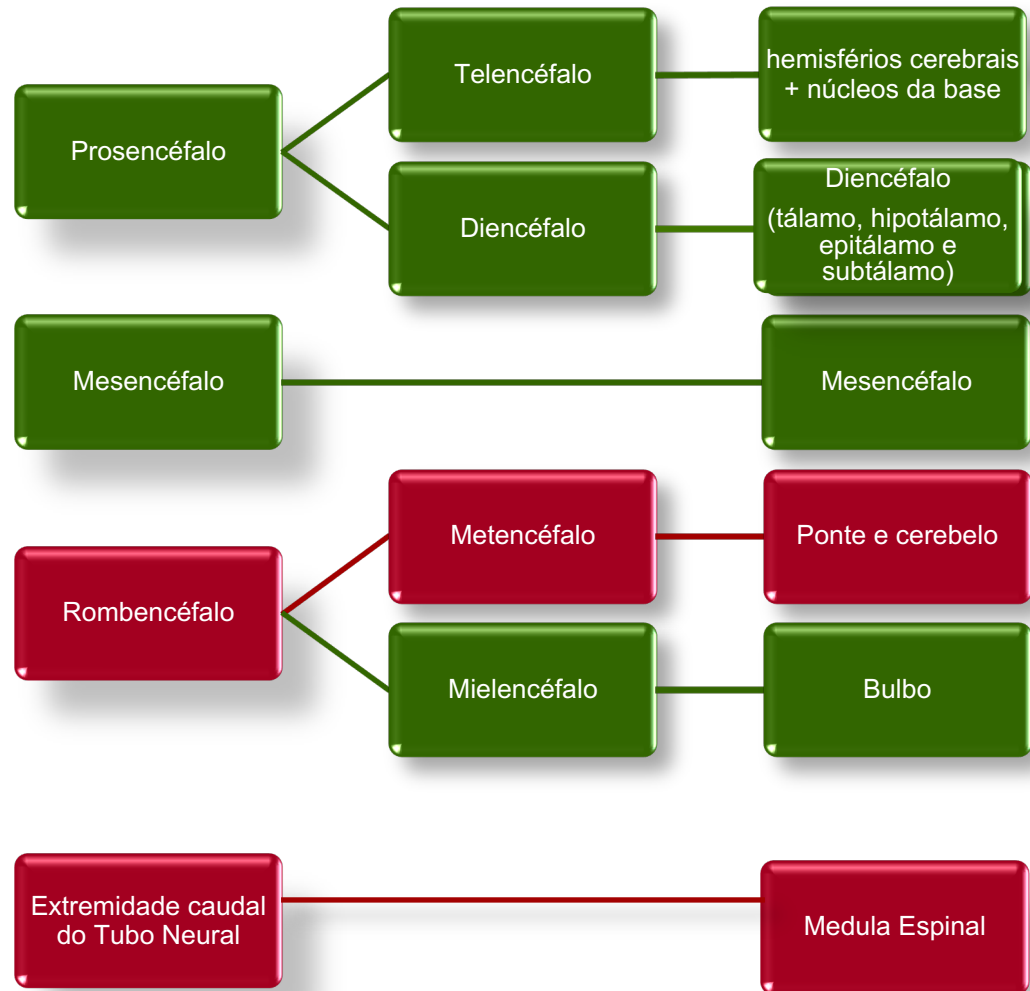 Prosencéfalo
Telencéfalo
hemisférios cerebrais
+ núcleos da base
Diencéfalo
Diencéfalo
(tálamo, hipotálamo,
epitálamo e
subtálamo)
Mesencéfalo
Mesencéfalo
Rombencéfalo
Metencéfalo
Ponte e cerebelo
Mielencéfalo
Bulbo
Extremidade caudal
do Tubo Neural
Medula Espinal